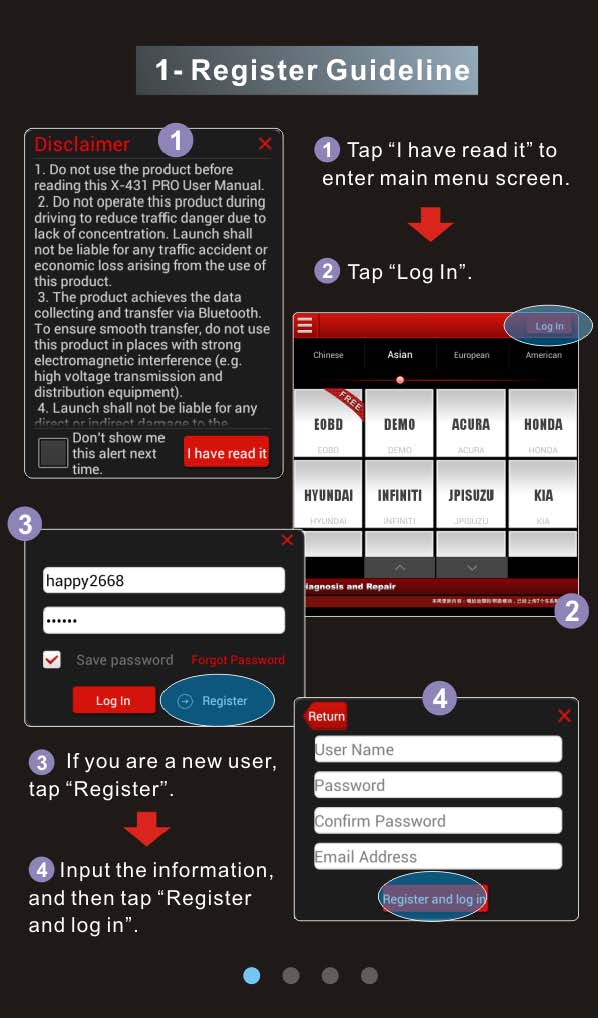 1- Register Guideline
1
Disclaimer
1. Do not use the product before
reading this X-431 PRO User Manual.
2. Do not operate this product during
driving to reduce traffic danger due to
lack of concentration. Launch shall
not be liable for any traffic accident or
economic loss arising from the use of
this product.
3. The product achieves the data
collecting and transfer via Bluetooth.
To ensure smooth transfer, do not use
this product in places with strong
electromagnetic interference (e.g.
high voltage transmission and
distribution equipment).
4. Launch shall not be liable for any
direct or indirect damage to the
Don't show me
this alert next
time.
I have read it
1 Tap “I have read it” to
enter main menu screen.
2 Tap “Log In”.
Log In
Chinese Asian European American
FREE
EOBD DEMO ACURA HONDA
EOBD DEMO ACURA HONDA
HYUNDAI INFINITI JPISUZU KIA
HYUNDAI INFINITI JPISUZU KIA
iagnosis and Repair
2
3
happy2668
••••••
Save password Forgot Password
Log In Register
3 If you are a new user,
tap “Register”.
4 Input the information,
and then tap “Register
and log in”.
4
Return
User Name
Password
Confirm Password
Email Address
Register and log in